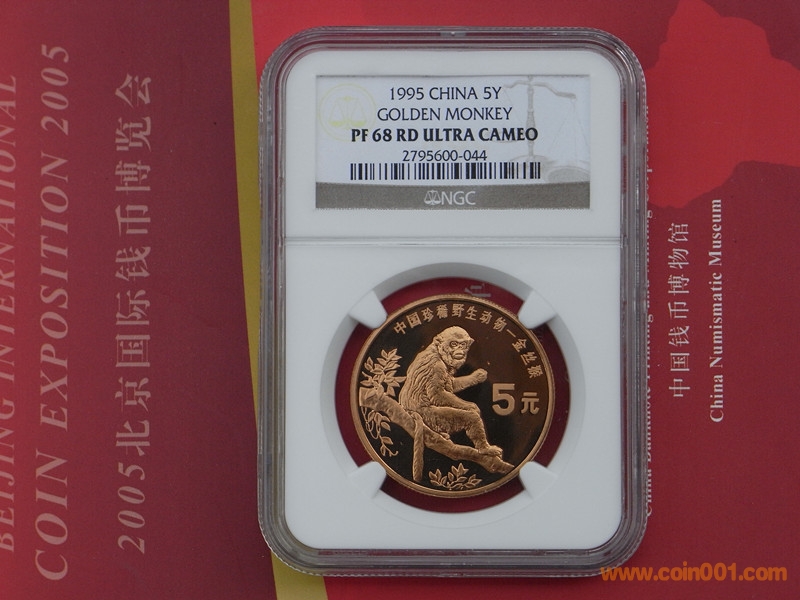 BEIJING INTERNATIONAL
COIN EXPOSITION 2005
2005北京国际钱币博览会
1995 CHINA 5Y
GOLDEN MONKEY
PF 68 RD ULTRA CAMEO
2795600-044
NGC
中国珍稀野生动物—金丝猴
5元
中国钱币博物馆
China Numismatic Museum
China Banknote
www.coin001.com